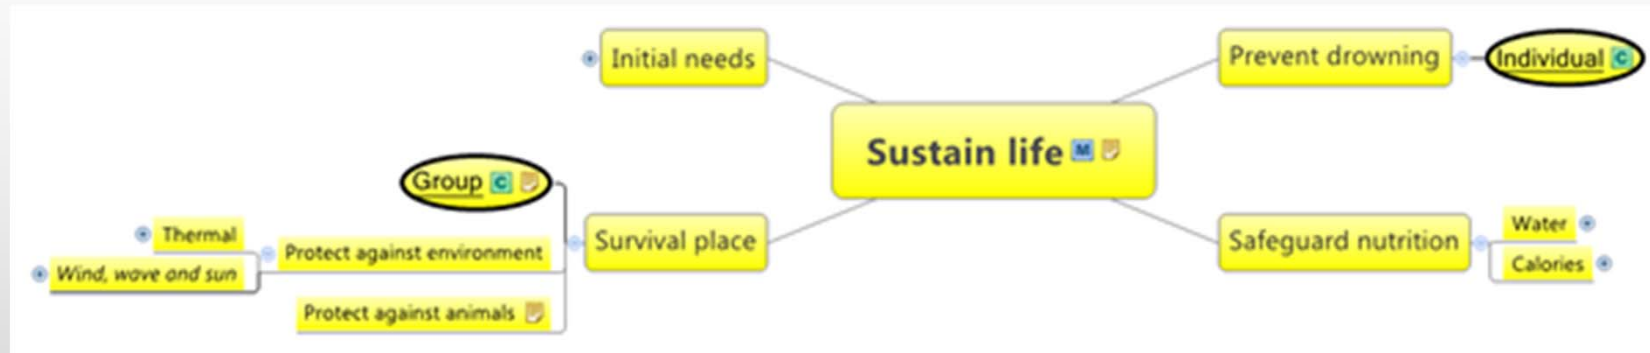 Initial needs
Prevent drowning
Individual C
Sustain life M
Group C
Survival place
Thermal
Protect against environment
Wind, wave and sun
Protect against animals
Safeguard nutrition
Water
Calories